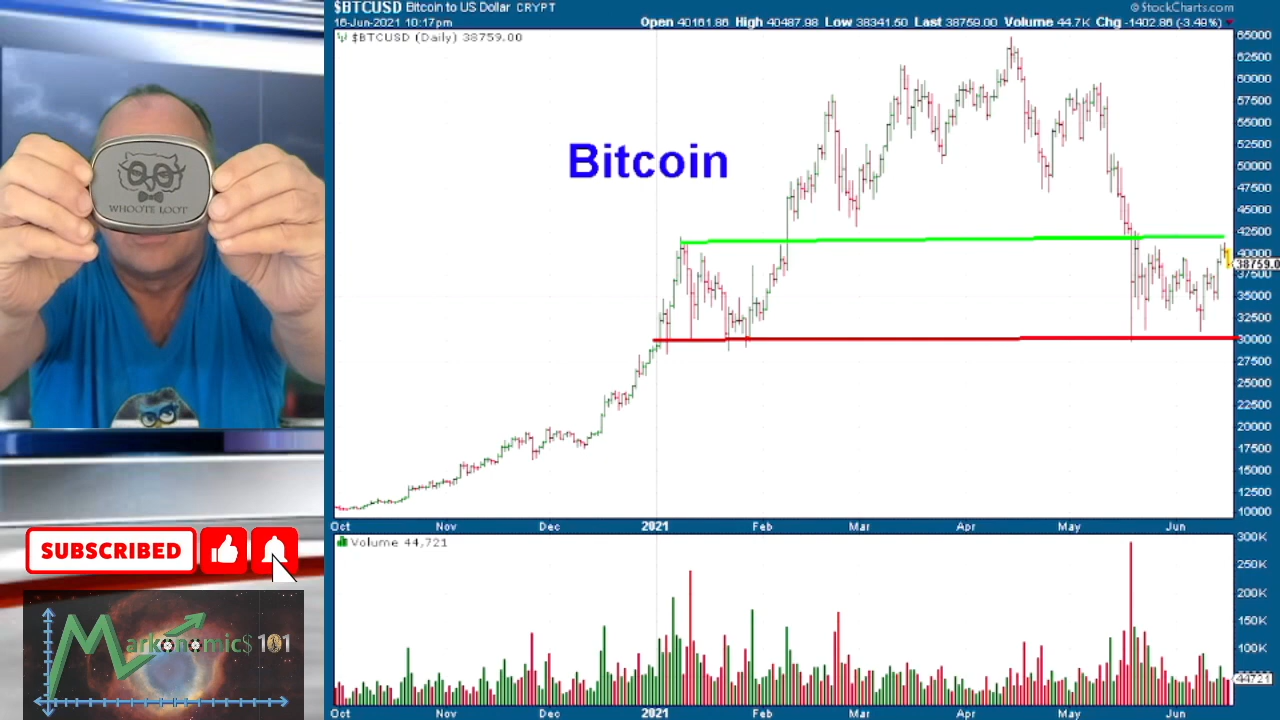 $BTCUSD Bitcoin to US Dollar CRYPT
© StockCharts.com
16-Jun-2021 10:17pm
Open 40161.86 High 40487.98 Low 38341.50 Last 38759.00 Volume 44.7K Chg -1402.86 (-3.49%)
$BTCUSD (Daily) 38759.00
Bitcoin
65000
62500
60000
57500
55000
52500
50000
47500
45000
42500
40000
38759.0
37500
35000
32500
30000
27500
25000
22500
20000
17500
15000
12500
10000
Oct Nov Dec 2021 Feb Mar Apr May Jun
Volume 44,721
300K
250K
200K
150K
100K
44721
Oct Nov Dec 2021 Feb Mar Apr May Jun
WHOOTE LOOT
SUBSCRIBED
Markonomic$ 101